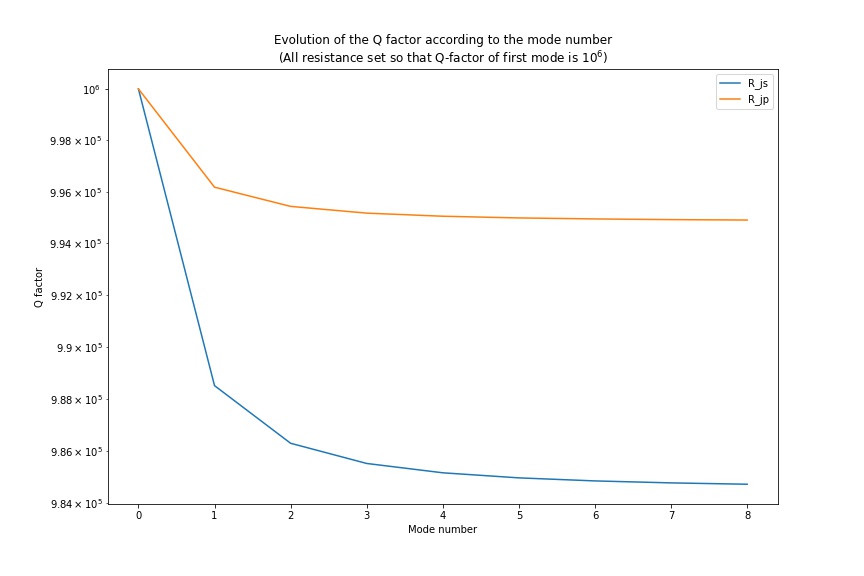 Evolution of the Q factor according to the mode number
(All resistance set so that Q-factor of first mode is 10⁶)
R_js
R_jp
10⁶
9.98 × 10⁵
9.96 × 10⁵
9.94 × 10⁵
9.92 × 10⁵
9.9 × 10⁵
9.88 × 10⁵
9.86 × 10⁵
9.84 × 10⁵
Q factor
0 1 2 3 4 5 6 7 8
Mode number